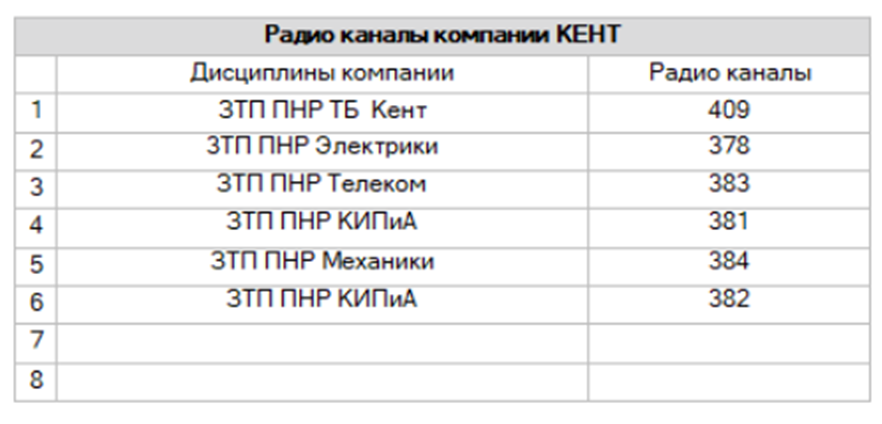 Радио каналы компании КЕНТ
Дисциплины компании Радио каналы
1 ЗТП ПНР ТБ Кент 409
2 ЗТП ПНР Электрики 378
3 ЗТП ПНР Телеком 383
4 ЗТП ПНР КИПиА 381
5 ЗТП ПНР Механики 384
6 ЗТП ПНР КИПиА 382
7
8